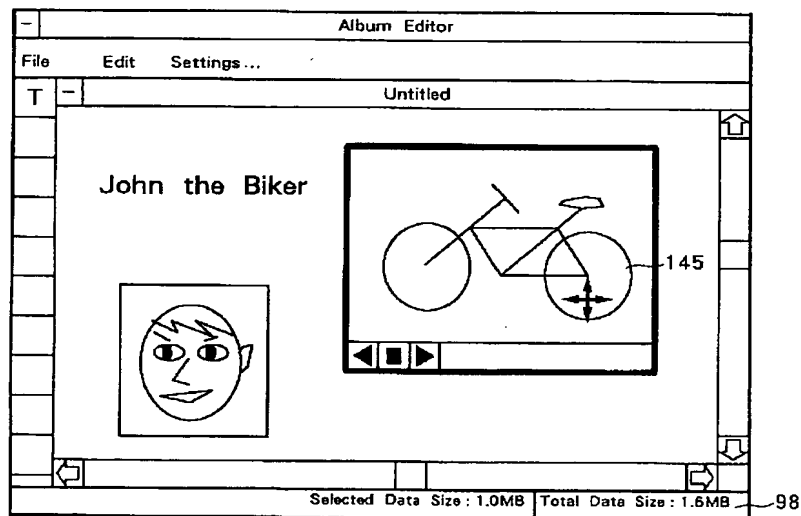 Album Editor
File Edit Settings...
T
Untitled
John the Biker
145
Selected Data Size : 1.0MB Total Data Size : 1.6MB
98